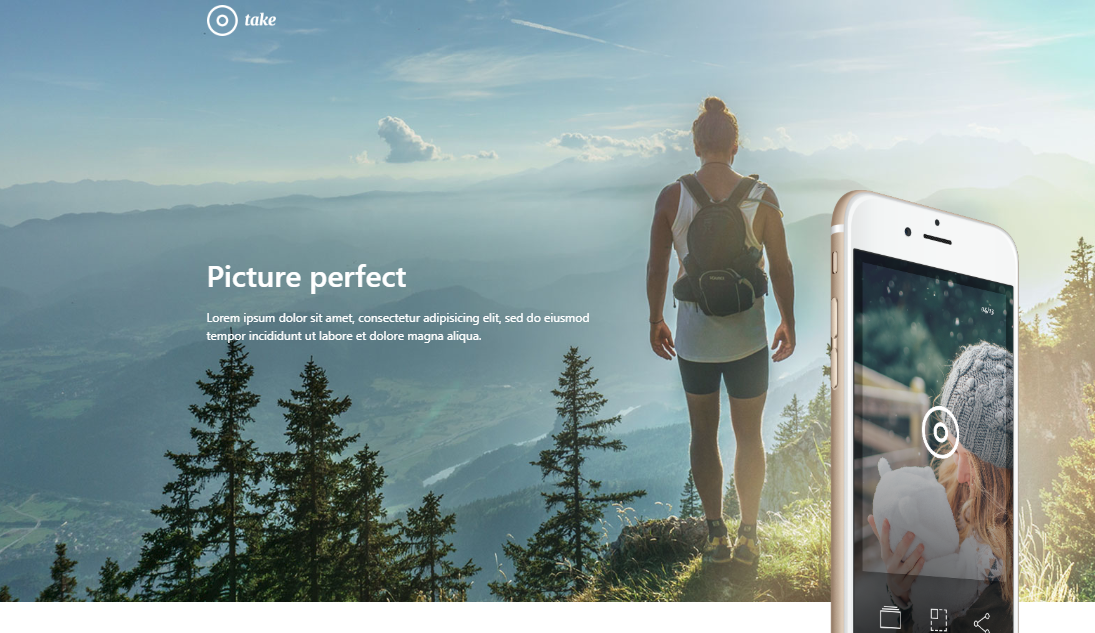 take
Picture perfect
Lorem ipsum dolor sit amet, consectetur adipisicing elit, sed do eiusmod
tempor incididunt ut labore et dolore magna aliqua.